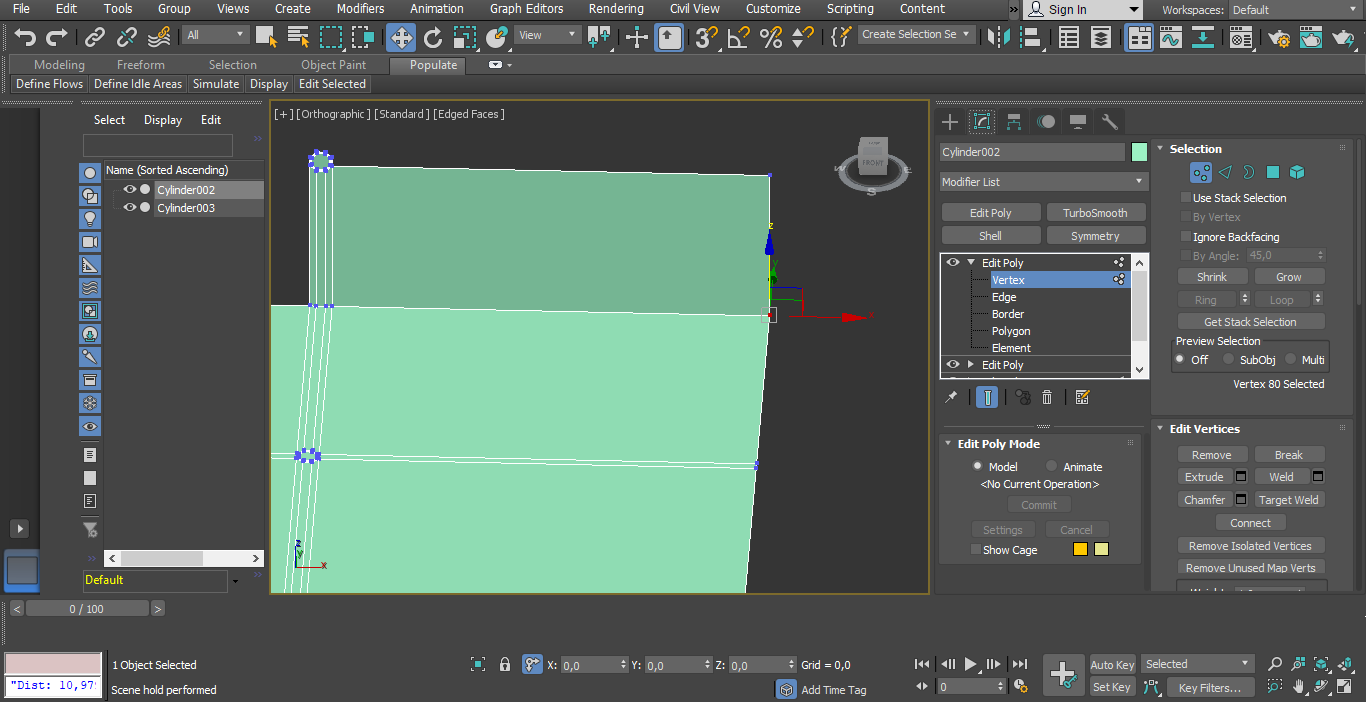 File Edit Tools Group Views Create Modifiers Animation Graph Editors Rendering Civil View Customize Scripting Content » Sign In Workspaces: Default
All View 3 Create Selection Se
Modeling Freeform Selection Object Paint Populate
Define Flows Define Idle Areas Simulate Display Edit Selected
Select Display Edit
Name (Sorted Ascending)
Cylinder002
Cylinder003
Default
0 / 100
[+] [Orthographic] [Standard] [Edged Faces]
FRONT
W E
S
z
y
x
z
y
x
Cylinder002
Modifier List
Edit Poly TurboSmooth
Shell Symmetry
Edit Poly
Vertex
Edge
Border
Polygon
Element
Edit Poly
Edit Poly Mode
Model Animate
<No Current Operation>
Commit
Settings Cancel
Show Cage
Selection
Use Stack Selection
By Vertex
Ignore Backfacing
By Angle: 45,0
Shrink Grow
Ring Loop
Get Stack Selection
Preview Selection
Off SubObj Multi
Vertex 80 Selected
Edit Vertices
Remove Break
Extrude Weld
Chamfer Target Weld
Connect
Remove Isolated Vertices
Remove Unused Map Verts
"Dist: 10,97
1 Object Selected
Scene hold performed
X: 0,0 Y: 0,0 Z: 0,0 Grid = 0,0
Add Time Tag
0
Auto Key Selected
Set Key Key Filters...